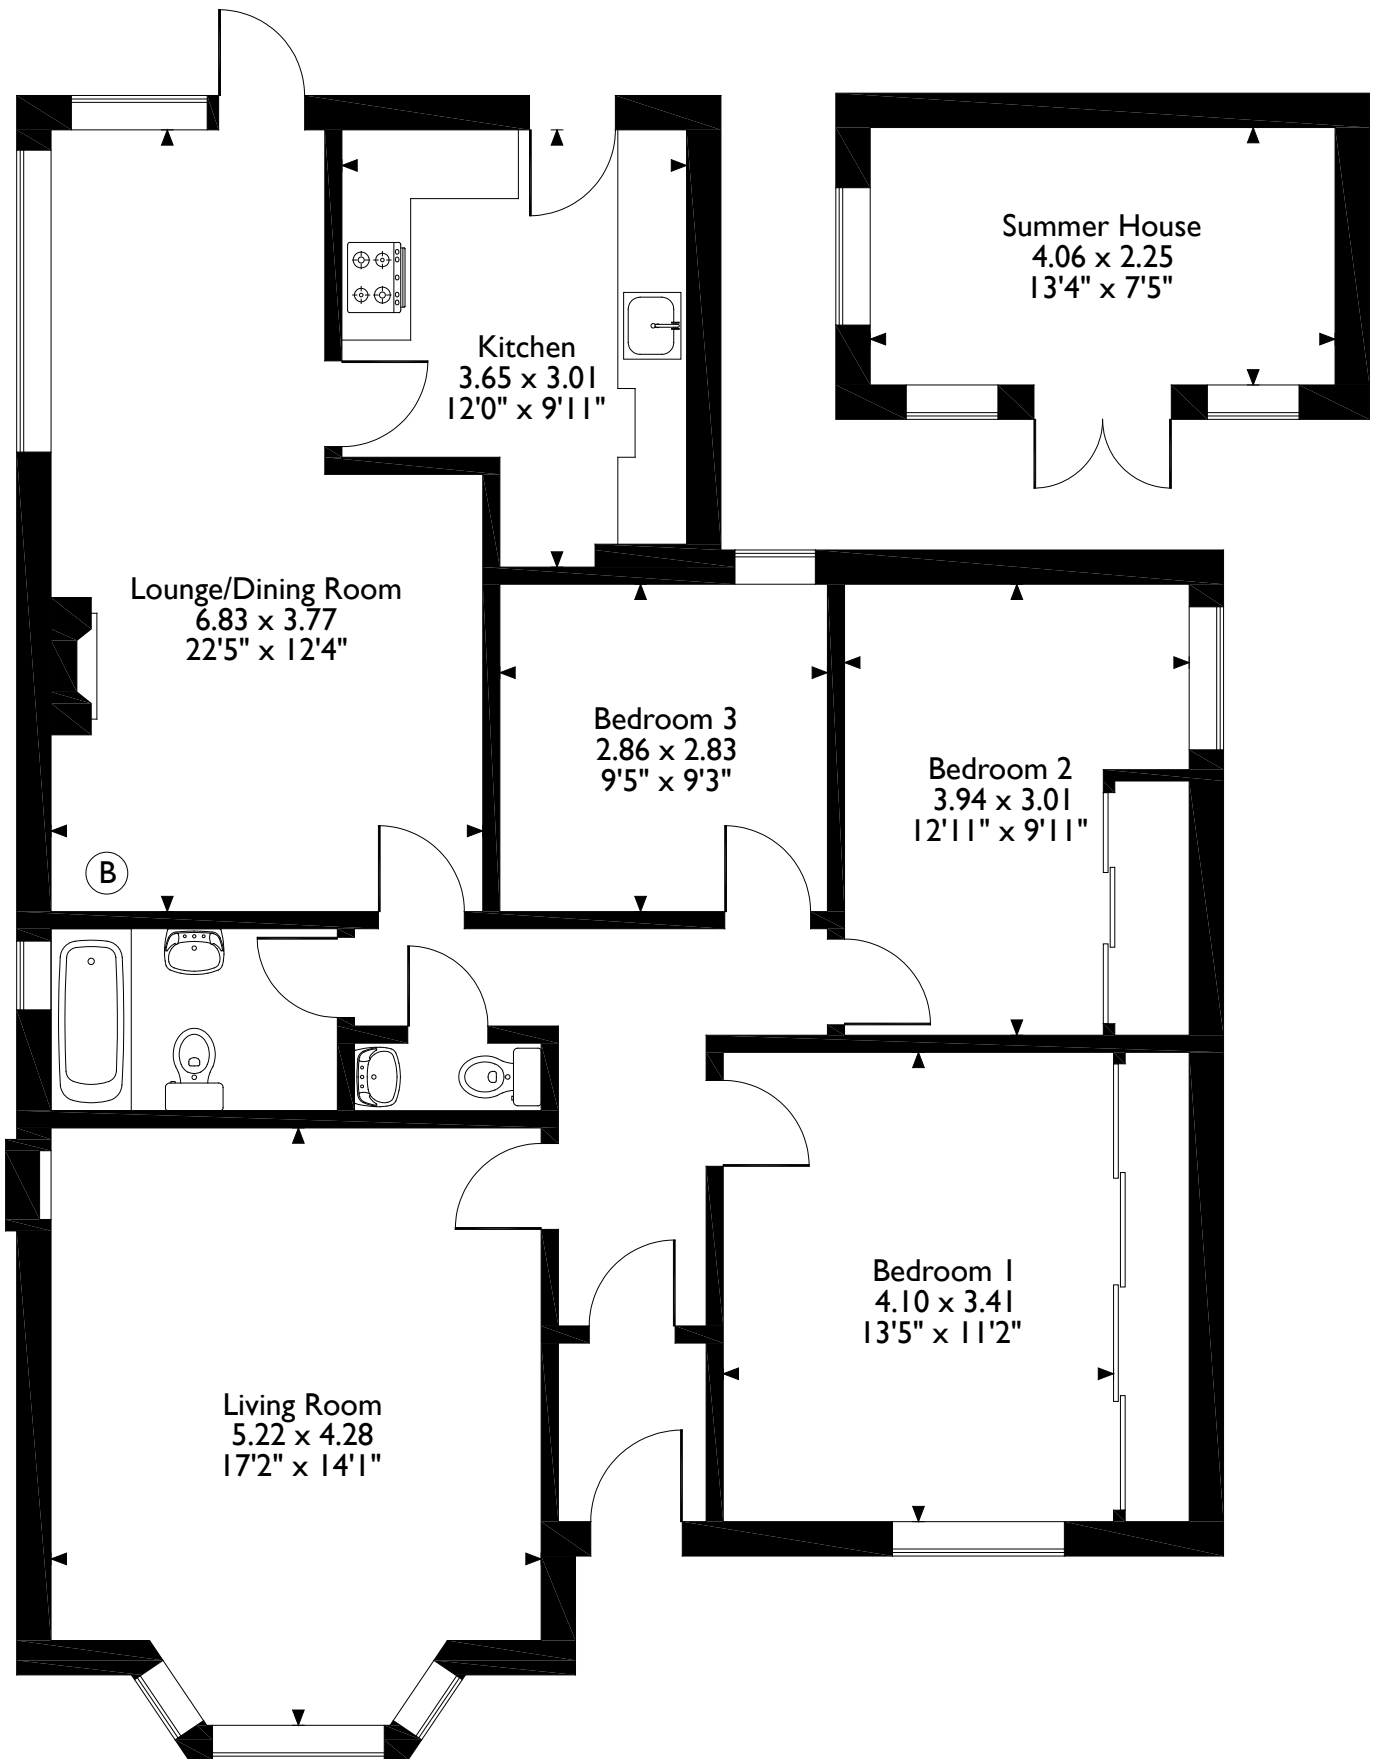 Summer House
4.06 x 2.25
13'4" x 7'5"
Kitchen
3.65 x 3.01
12'0" x 9'11"
Lounge/Dining Room
6.83 x 3.77
22'5" x 12'4"
Bedroom 3
2.86 x 2.83
9'5" x 9'3"
Bedroom 2
3.94 x 3.01
12'11" x 9'11"
B
Bedroom 1
4.10 x 3.41
13'5" x 11'2"
Living Room
5.22 x 4.28
17'2" x 14'1"